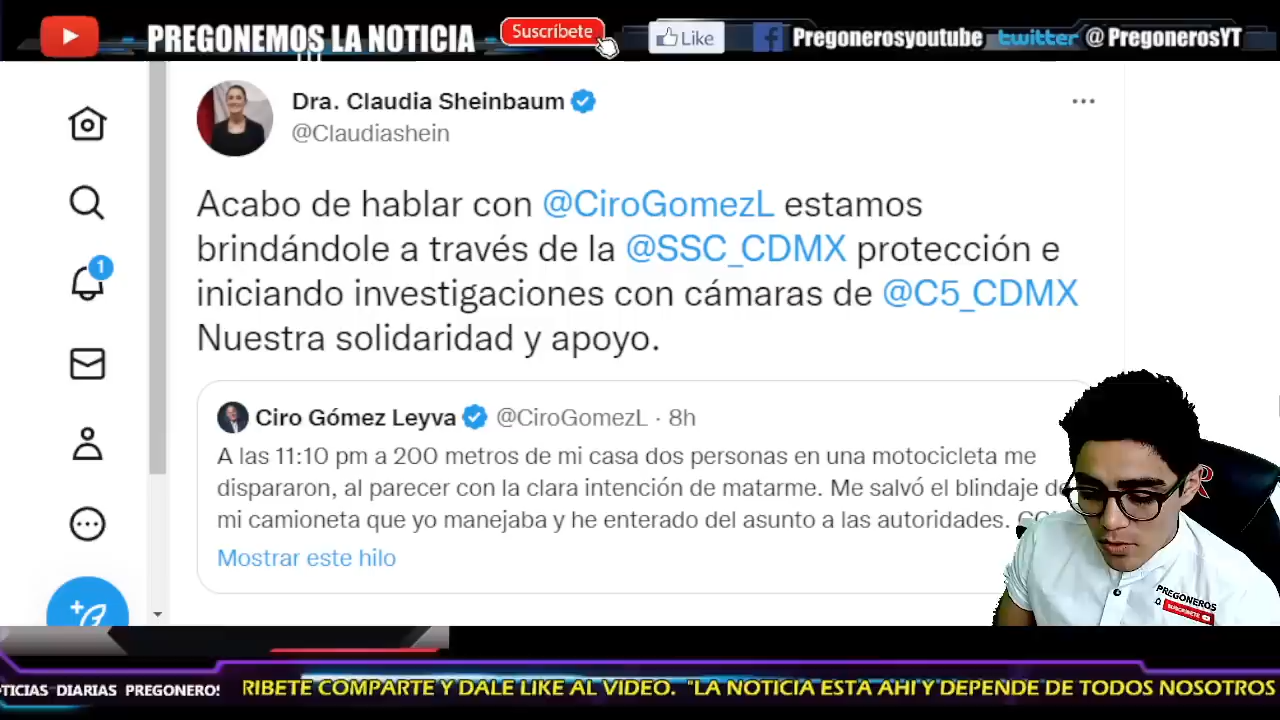 PREGONEMOS LA NOTICIA
Suscríbete
Like
Pregonerosyoutube
twitter @PregonerosYT
Dra. Claudia Sheinbaum
@Claudiashein
Acabo de hablar con @CiroGomezL estamos
brindándole a través de la @SSC_CDMX protección e
iniciando investigaciones con cámaras de @C5_CDMX
Nuestra solidaridad y apoyo.
1
Ciro Gómez Leyva @CiroGomezL · 8h
A las 11:10 pm a 200 metros de mi casa dos personas en una motocicleta me
dispararon, al parecer con la clara intención de matarme. Me salvó el blindaje de
mi camioneta que yo manejaba y he enterado del asunto a las autoridades.
Mostrar este hilo
R
PREGONEROS
SUSCRIBETE
TICIAS DIARIAS PREGONEROS
RIBETE COMPARTE Y DALE LIKE AL VIDEO. "LA NOTICIA ESTA AHI Y DEPENDE DE TODOS NOSOTROS